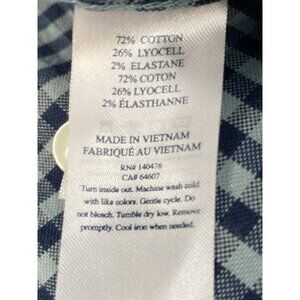 72% COTTON
26% LYOCELL
2% ELASTANE
72% COTON
26% LYOCELL
2% ÉLASTHANNE
MADE IN VIETNAM
FABRIQUÉ AU VIETNAM
RN# 140476
CA# 64607
Turn inside out. Machine wash cold
with like colors. Gentle cycle. Do
not bleach. Tumble dry low. Remove
promptly. Cool iron when needed.